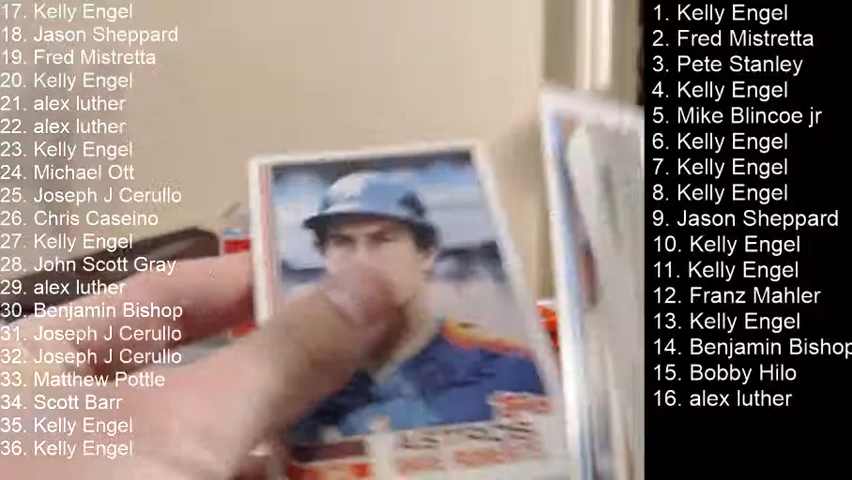 17. Kelly Engel
18. Jason Sheppard
19. Fred Mistretta
20. Kelly Engel
21. alex luther
22. alex luther
23. Kelly Engel
24. Michael Ott
25. Joseph J Cerullo
26. Chris Caseino
27. Kelly Engel
28. John Scott Gray
29. alex luther
30. Benjamin Bishop
31. Joseph J Cerullo
32. Joseph J Cerullo
33. Matthew Pottle
34. Scott Barr
35. Kelly Engel
36. Kelly Engel
1. Kelly Engel
2. Fred Mistretta
3. Pete Stanley
4. Kelly Engel
5. Mike Blincoe jr
6. Kelly Engel
7. Kelly Engel
8. Kelly Engel
9. Jason Sheppard
10. Kelly Engel
11. Kelly Engel
12. Franz Mahler
13. Kelly Engel
14. Benjamin Bishop
15. Bobby Hilo
16. alex luther
Topps
ASTROS